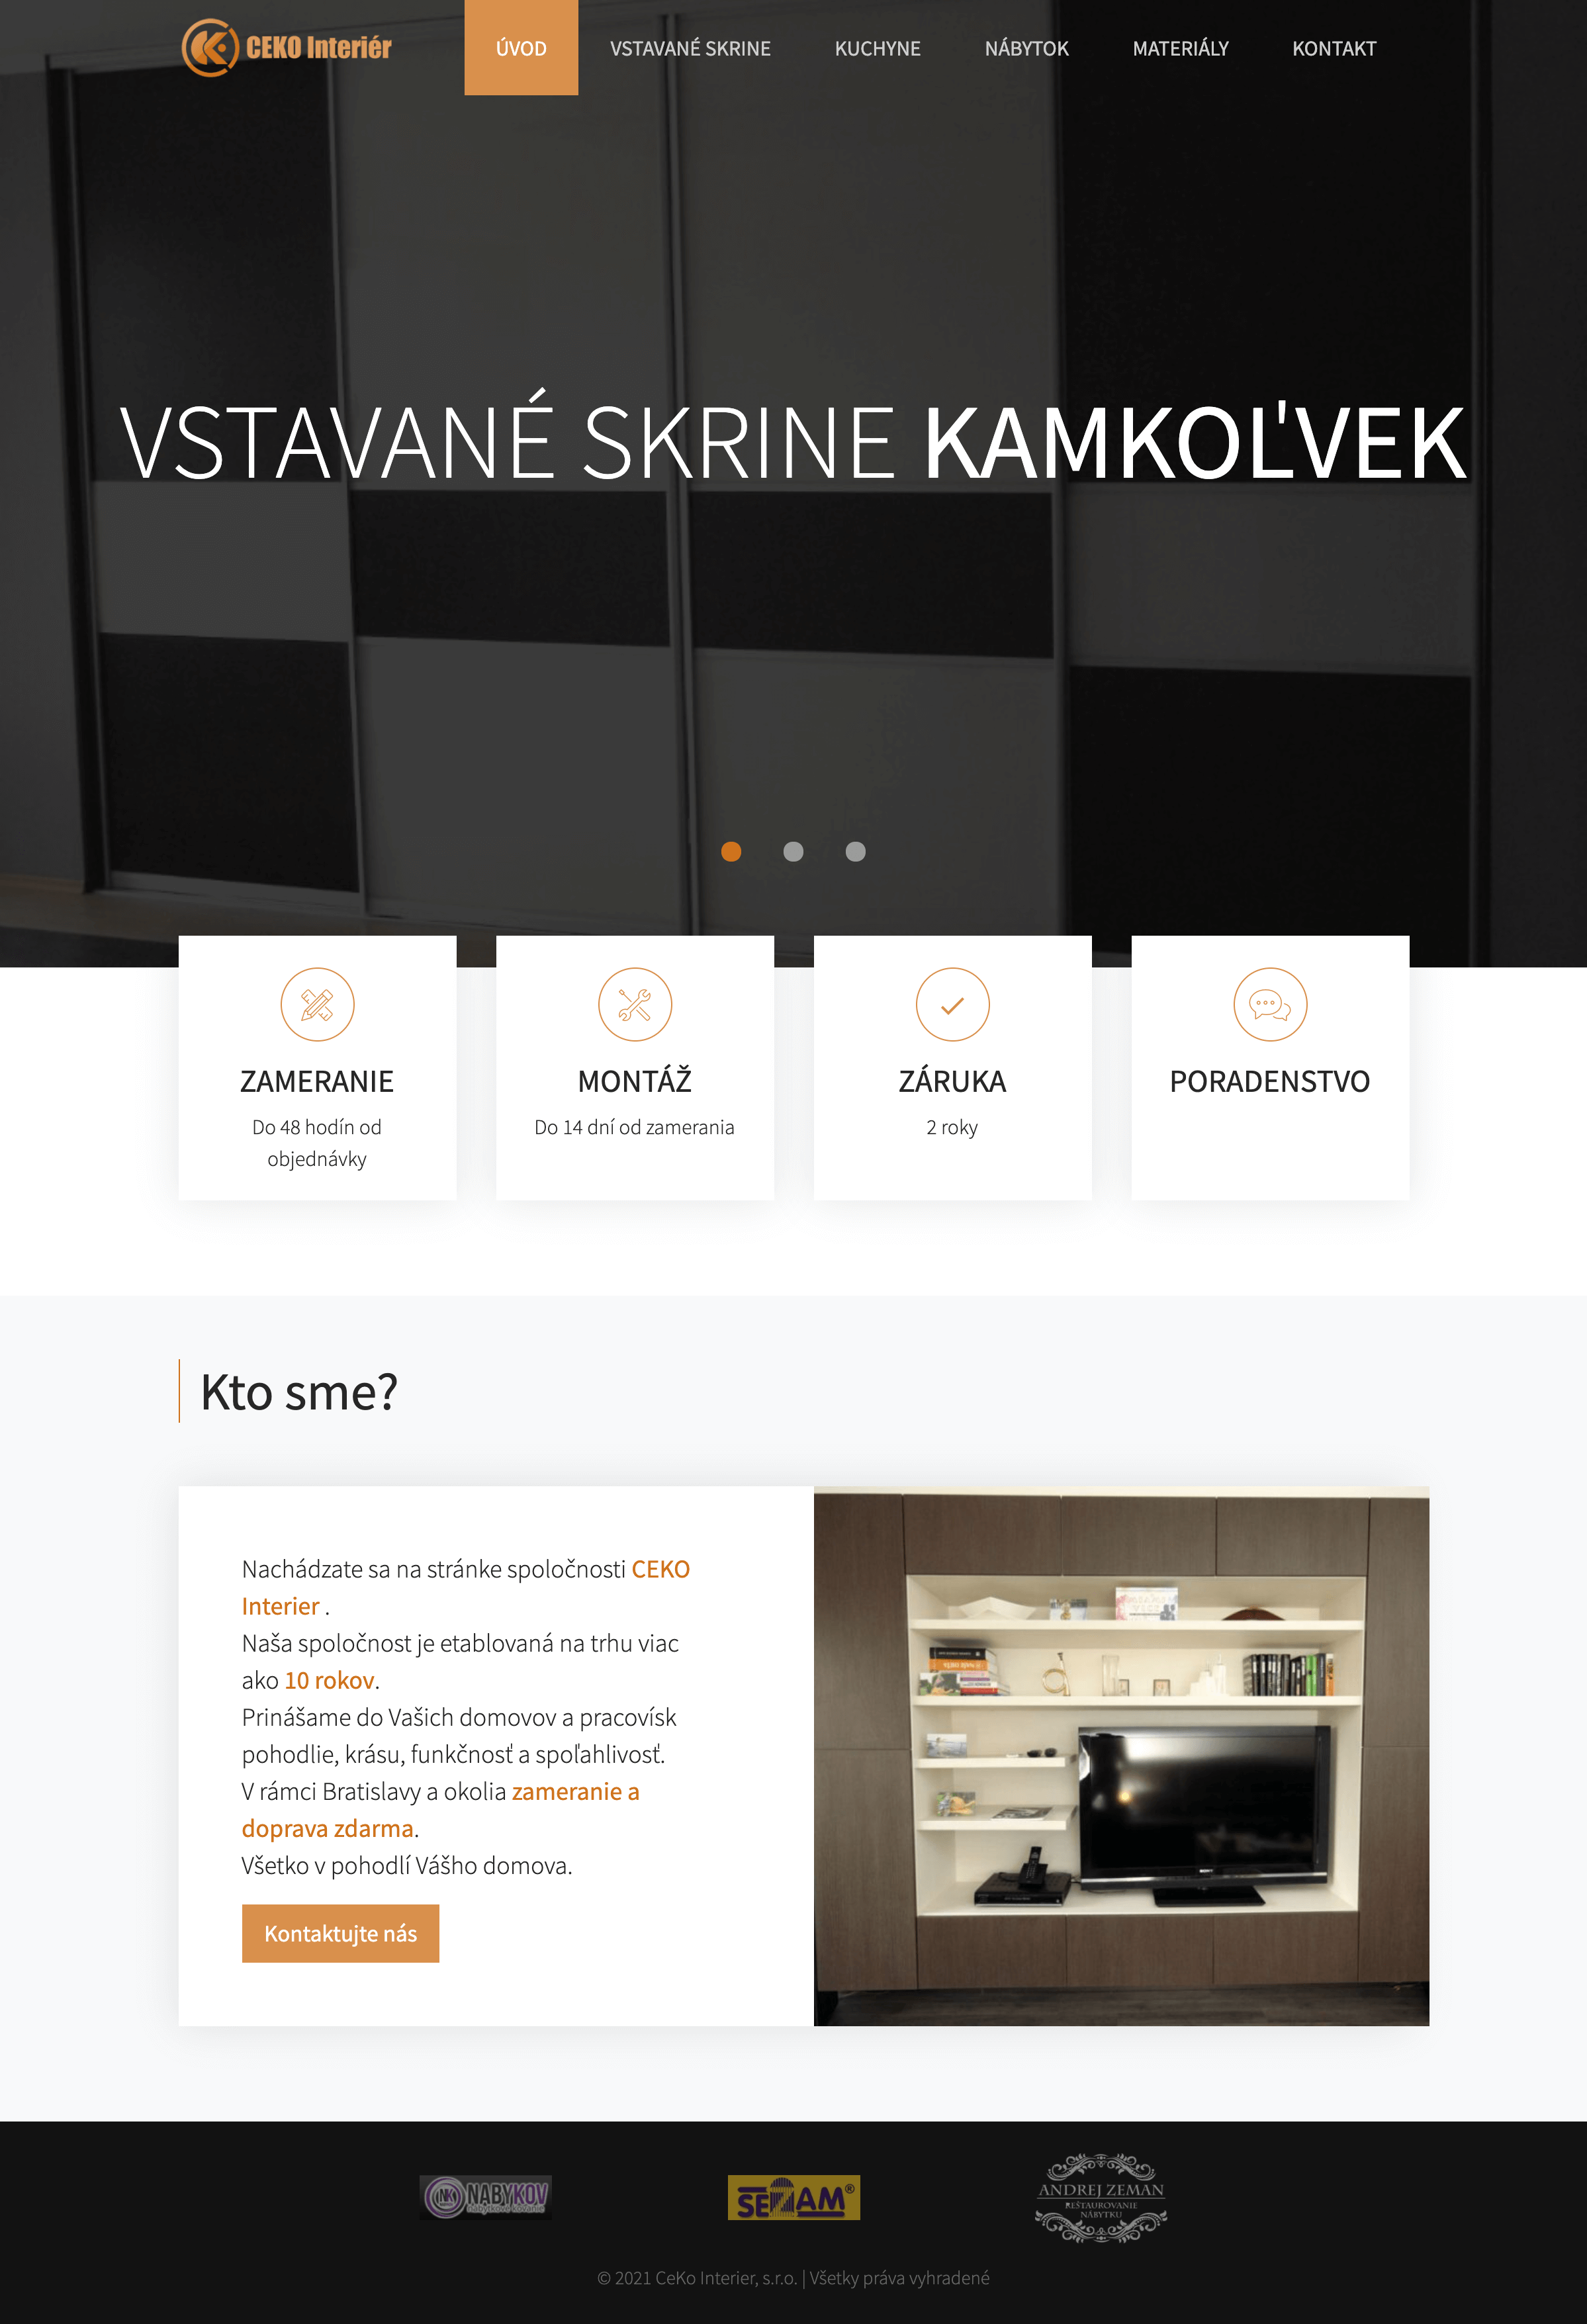 CEKO Interiér
ÚVOD
VSTAVANÉ SKRINE
KUCHYNE
NÁBYTOK
MATERIÁLY
KONTAKT
VSTAVANÉ SKRINE KAMKOĽVEK
ZAMERANIE
Do 48 hodín od
objednávky
MONTÁŽ
Do 14 dní od zamerania
ZÁRUKA
2 roky
PORADENSTVO
Kto sme?
Nachádzate sa na stránke spoločnosti CEKO
Interier .
Naša spoločnost je etablovaná na trhu viac
ako 10 rokov.
Prinášame do Vašich domovov a pracovísk
pohodlie, krásu, funkčnosť a spoľahlivosť.
V rámci Bratislavy a okolia zameranie a
doprava zdarma.
Všetko v pohodlí Vášho domova.
Kontaktujte nás
NK NABYKOV
nábytkové kovanie
SEZAM®
ANDREJ ZEMAN
REŠTAUROVANIE
NÁBYTKU
© 2021 CeKo Interier, s.r.o. | Všetky práva vyhradené